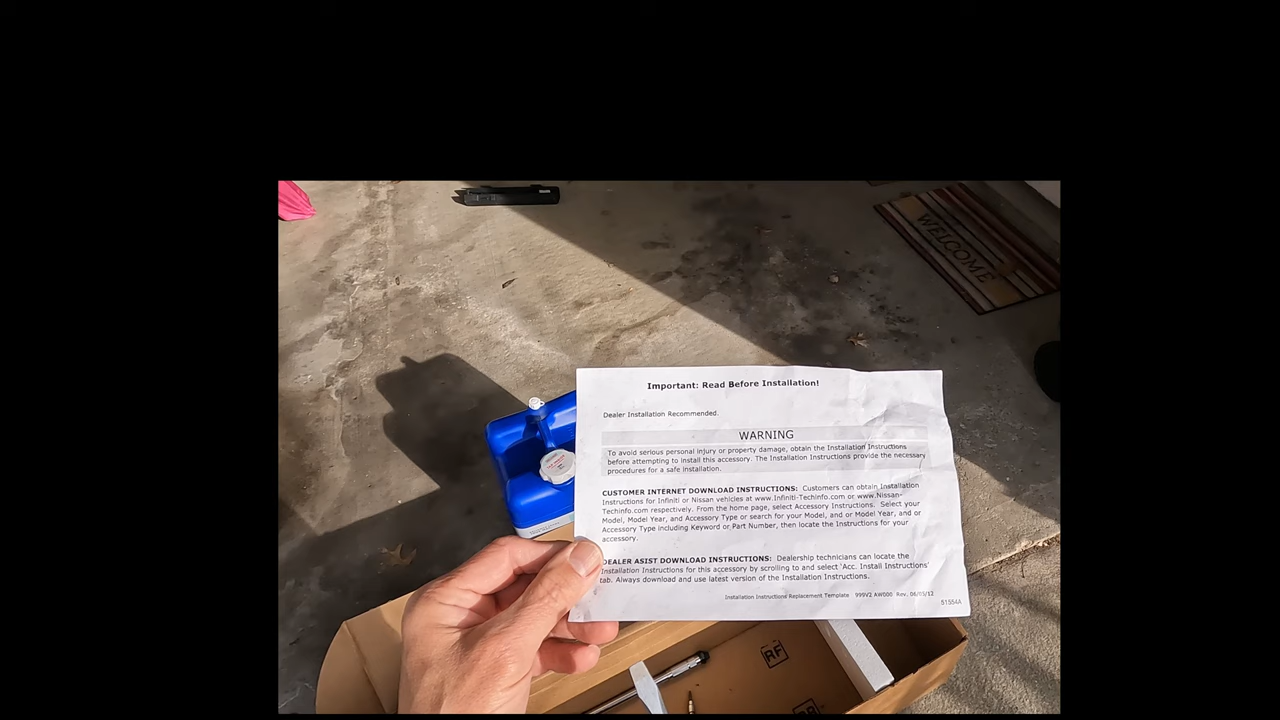 WELCOME
Important: Read Before Installation!
Dealer Installation Recommended.
WARNING
To avoid serious personal injury or property damage, obtain the Installation Instructions
before attempting to install this accessory. The Installation Instructions provide the necessary
procedures for a safe installation.
CUSTOMER INTERNET DOWNLOAD INSTRUCTIONS: Customers can obtain Installation
Instructions for Infiniti or Nissan vehicles at www.Infiniti-Techinfo.com or www.Nissan-
Techinfo.com respectively. From the home page, select Accessory Instructions. Select your
Model, Model Year, and Accessory Type or search for your Model, and or Model Year, and or
Accessory Type including Keyword or Part Number, then locate the Instructions for your
accessory.
DEALER ASIST DOWNLOAD INSTRUCTIONS: Dealership technicians can locate the
Installation Instructions for this accessory by scrolling to and select 'Acc. Install Instructions'
tab. Always download and use latest version of the Installation Instructions.
Installation Instructions Replacement Template 999V2 AW000 Rev. 04/03/12
51554A
RF